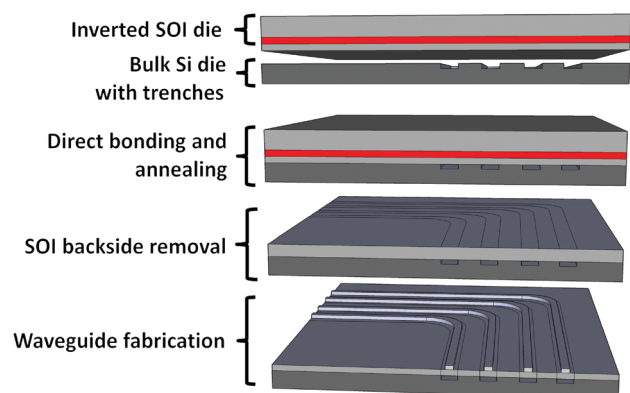 Inverted SOI die
Bulk Si die
with trenches
Direct bonding and
annealing
SOI backside removal
Waveguide fabrication